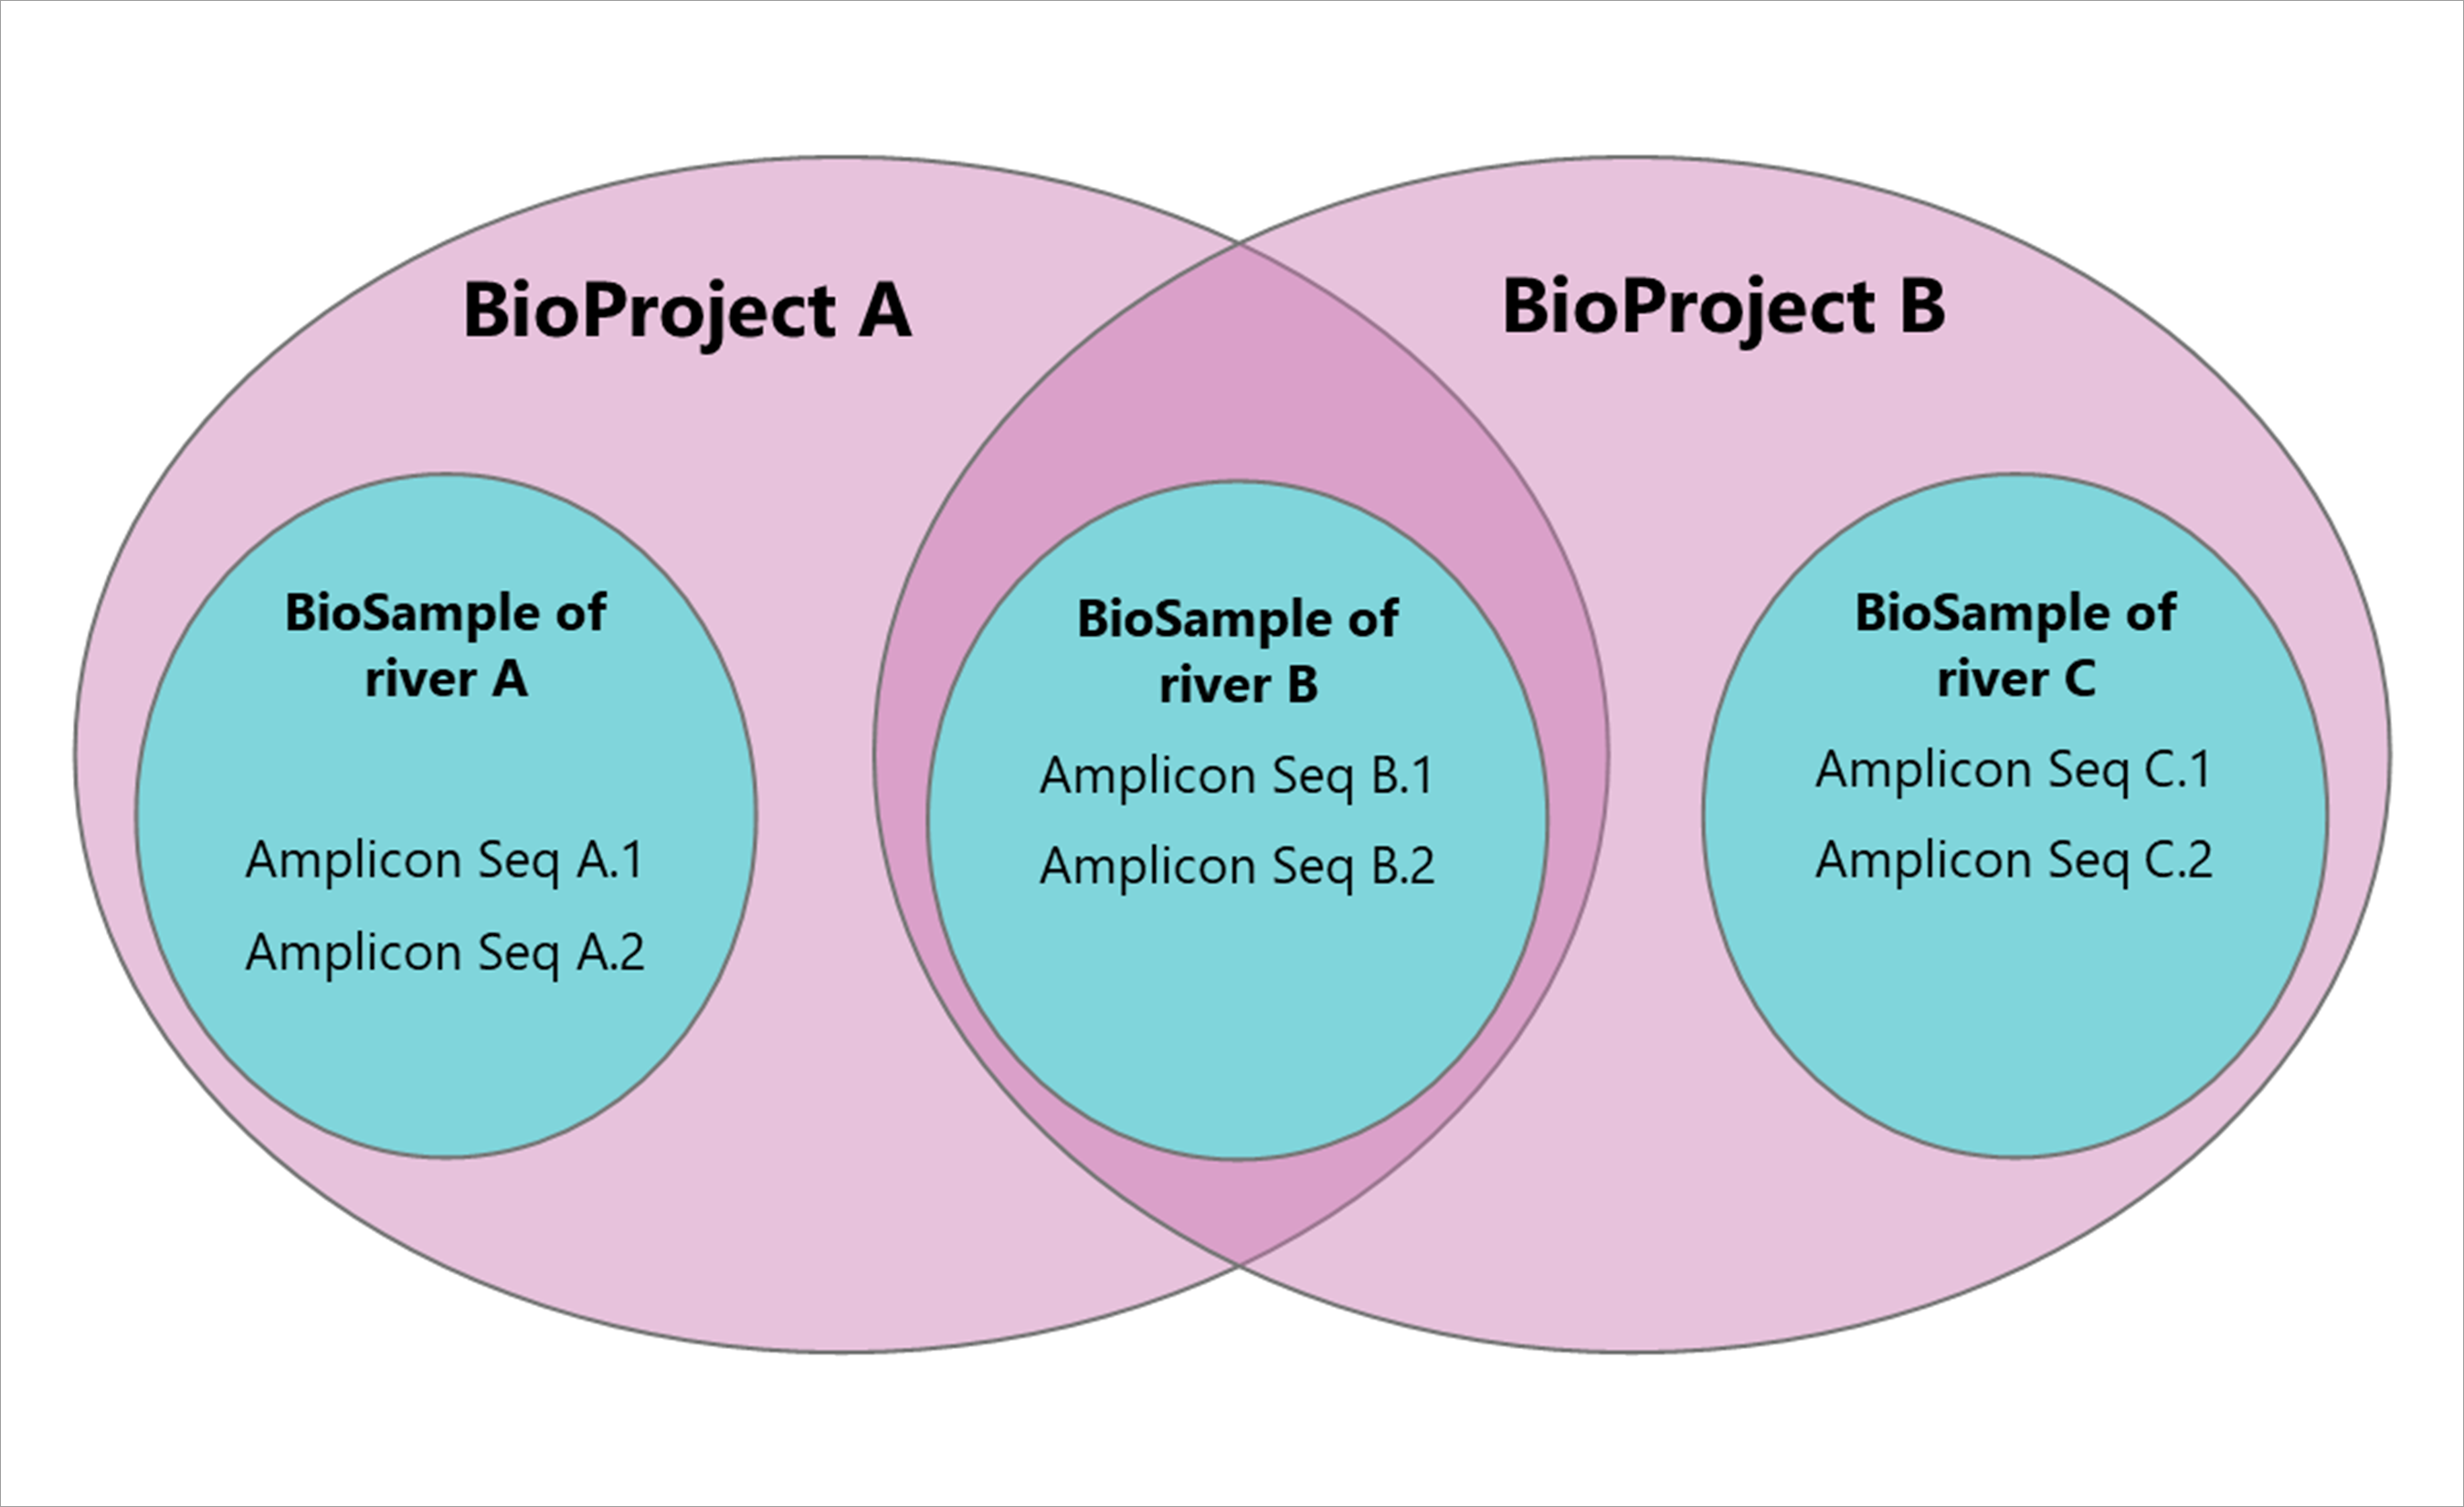 BioProject A
BioProject B
BioSample of
river A
Amplicon Seq A.1
Amplicon Seq A.2
BioSample of
river B
Amplicon Seq B.1
Amplicon Seq B.2
BioSample of
river C
Amplicon Seq C.1
Amplicon Seq C.2